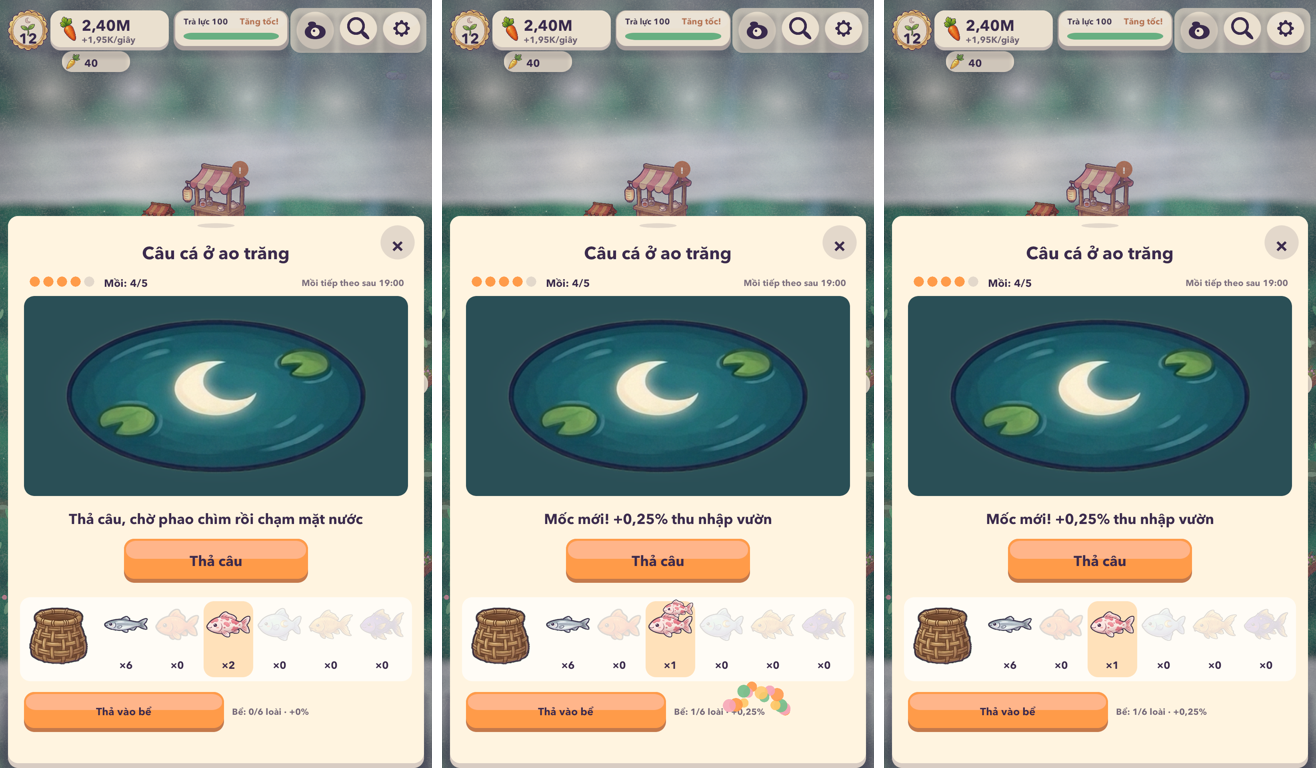 12
2,40M
+1,95K/giây
Trà lực 100 Tăng tốc!
40
Câu cá ở ao trăng
Mồi: 4/5
Mồi tiếp theo sau 19:00
Thả câu, chờ phao chìm rồi chạm mặt nước
Thả câu
×6 ×0 ×2 ×0 ×0 ×0
Thả vào bể
Bể: 0/6 loài · +0%
12
2,40M
+1,95K/giây
Trà lực 100 Tăng tốc!
40
Câu cá ở ao trăng
Mồi: 4/5
Mồi tiếp theo sau 19:00
Mốc mới! +0,25% thu nhập vườn
Thả câu
×6 ×0 ×1 ×0 ×0 ×0
Thả vào bể
Bể: 1/6 loài · +0,25%
12
2,40M
+1,95K/giây
Trà lực 100 Tăng tốc!
40
Câu cá ở ao trăng
Mồi: 4/5
Mồi tiếp theo sau 19:00
Mốc mới! +0,25% thu nhập vườn
Thả câu
×6 ×0 ×1 ×0 ×0 ×0
Thả vào bể
Bể: 1/6 loài · +0,25%